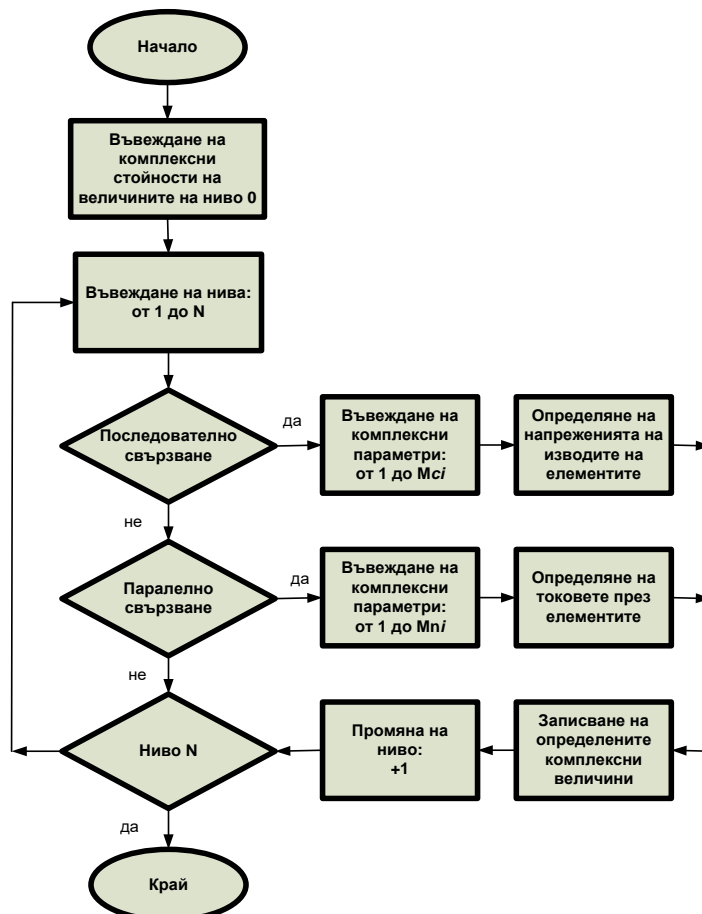 Начало
Въвеждане на
комплексни
стойности на
величините на ниво 0
Въвеждане на нива:
от 1 до N
Последователно
свързване
да
Въвеждане на
комплексни
параметри:
от 1 до Mci
Определяне на
напреженията на
изводите на
елементите
не
Паралелно
свързване
да
Въвеждане на
комплексни
параметри:
от 1 до Mni
Определяне на
токовете през
елементите
не
Ниво N
Промяна на
ниво:
+1
Записване на
определените
комплексни
величини
да
Край